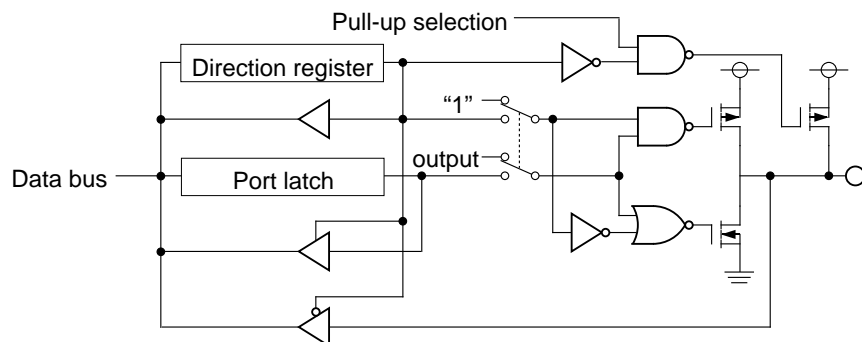 Pull-up selection
Direction register
“1”
output
Data bus
Port latch